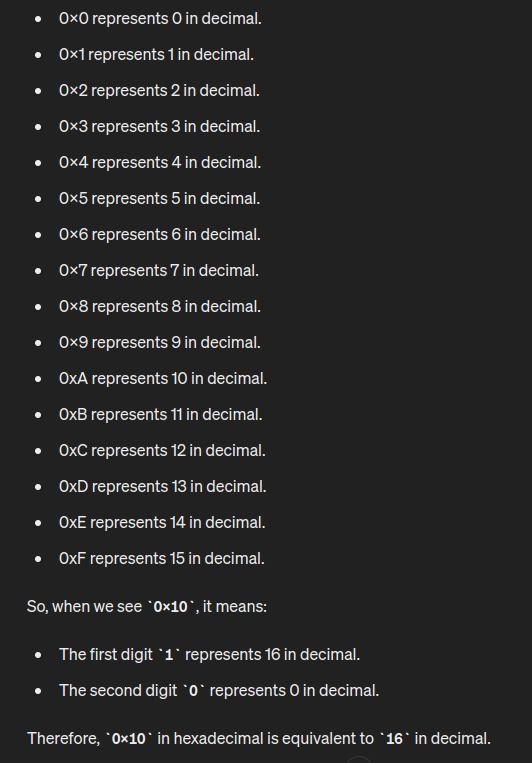 • 0×0 represents 0 in decimal.
• 0×1 represents 1 in decimal.
• 0×2 represents 2 in decimal.
• 0×3 represents 3 in decimal.
• 0×4 represents 4 in decimal.
• 0×5 represents 5 in decimal.
• 0×6 represents 6 in decimal.
• 0×7 represents 7 in decimal.
• 0×8 represents 8 in decimal.
• 0×9 represents 9 in decimal.
• 0xA represents 10 in decimal.
• 0xB represents 11 in decimal.
• 0xC represents 12 in decimal.
• 0xD represents 13 in decimal.
• 0xE represents 14 in decimal.
• 0xF represents 15 in decimal.
So, when we see `0×10`, it means:
• The first digit `1` represents 16 in decimal.
• The second digit `0` represents 0 in decimal.
Therefore, `0×10` in hexadecimal is equivalent to `16` in decimal.